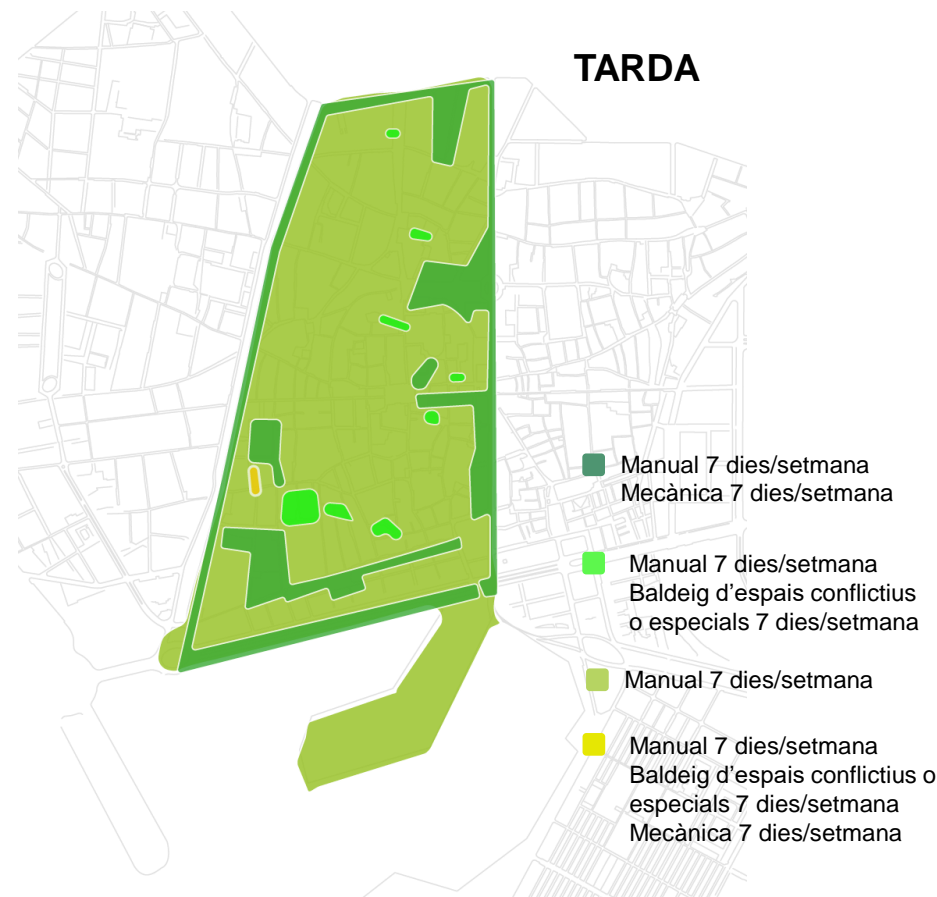 TARDA
Manual 7 dies/setmana
Mecànica 7 dies/setmana
Manual 7 dies/setmana
Baldeig d’espais conflictius
o especials 7 dies/setmana
Manual 7 dies/setmana
Manual 7 dies/setmana
Baldeig d’espais conflictius o
especials 7 dies/setmana
Mecànica 7 dies/setmana